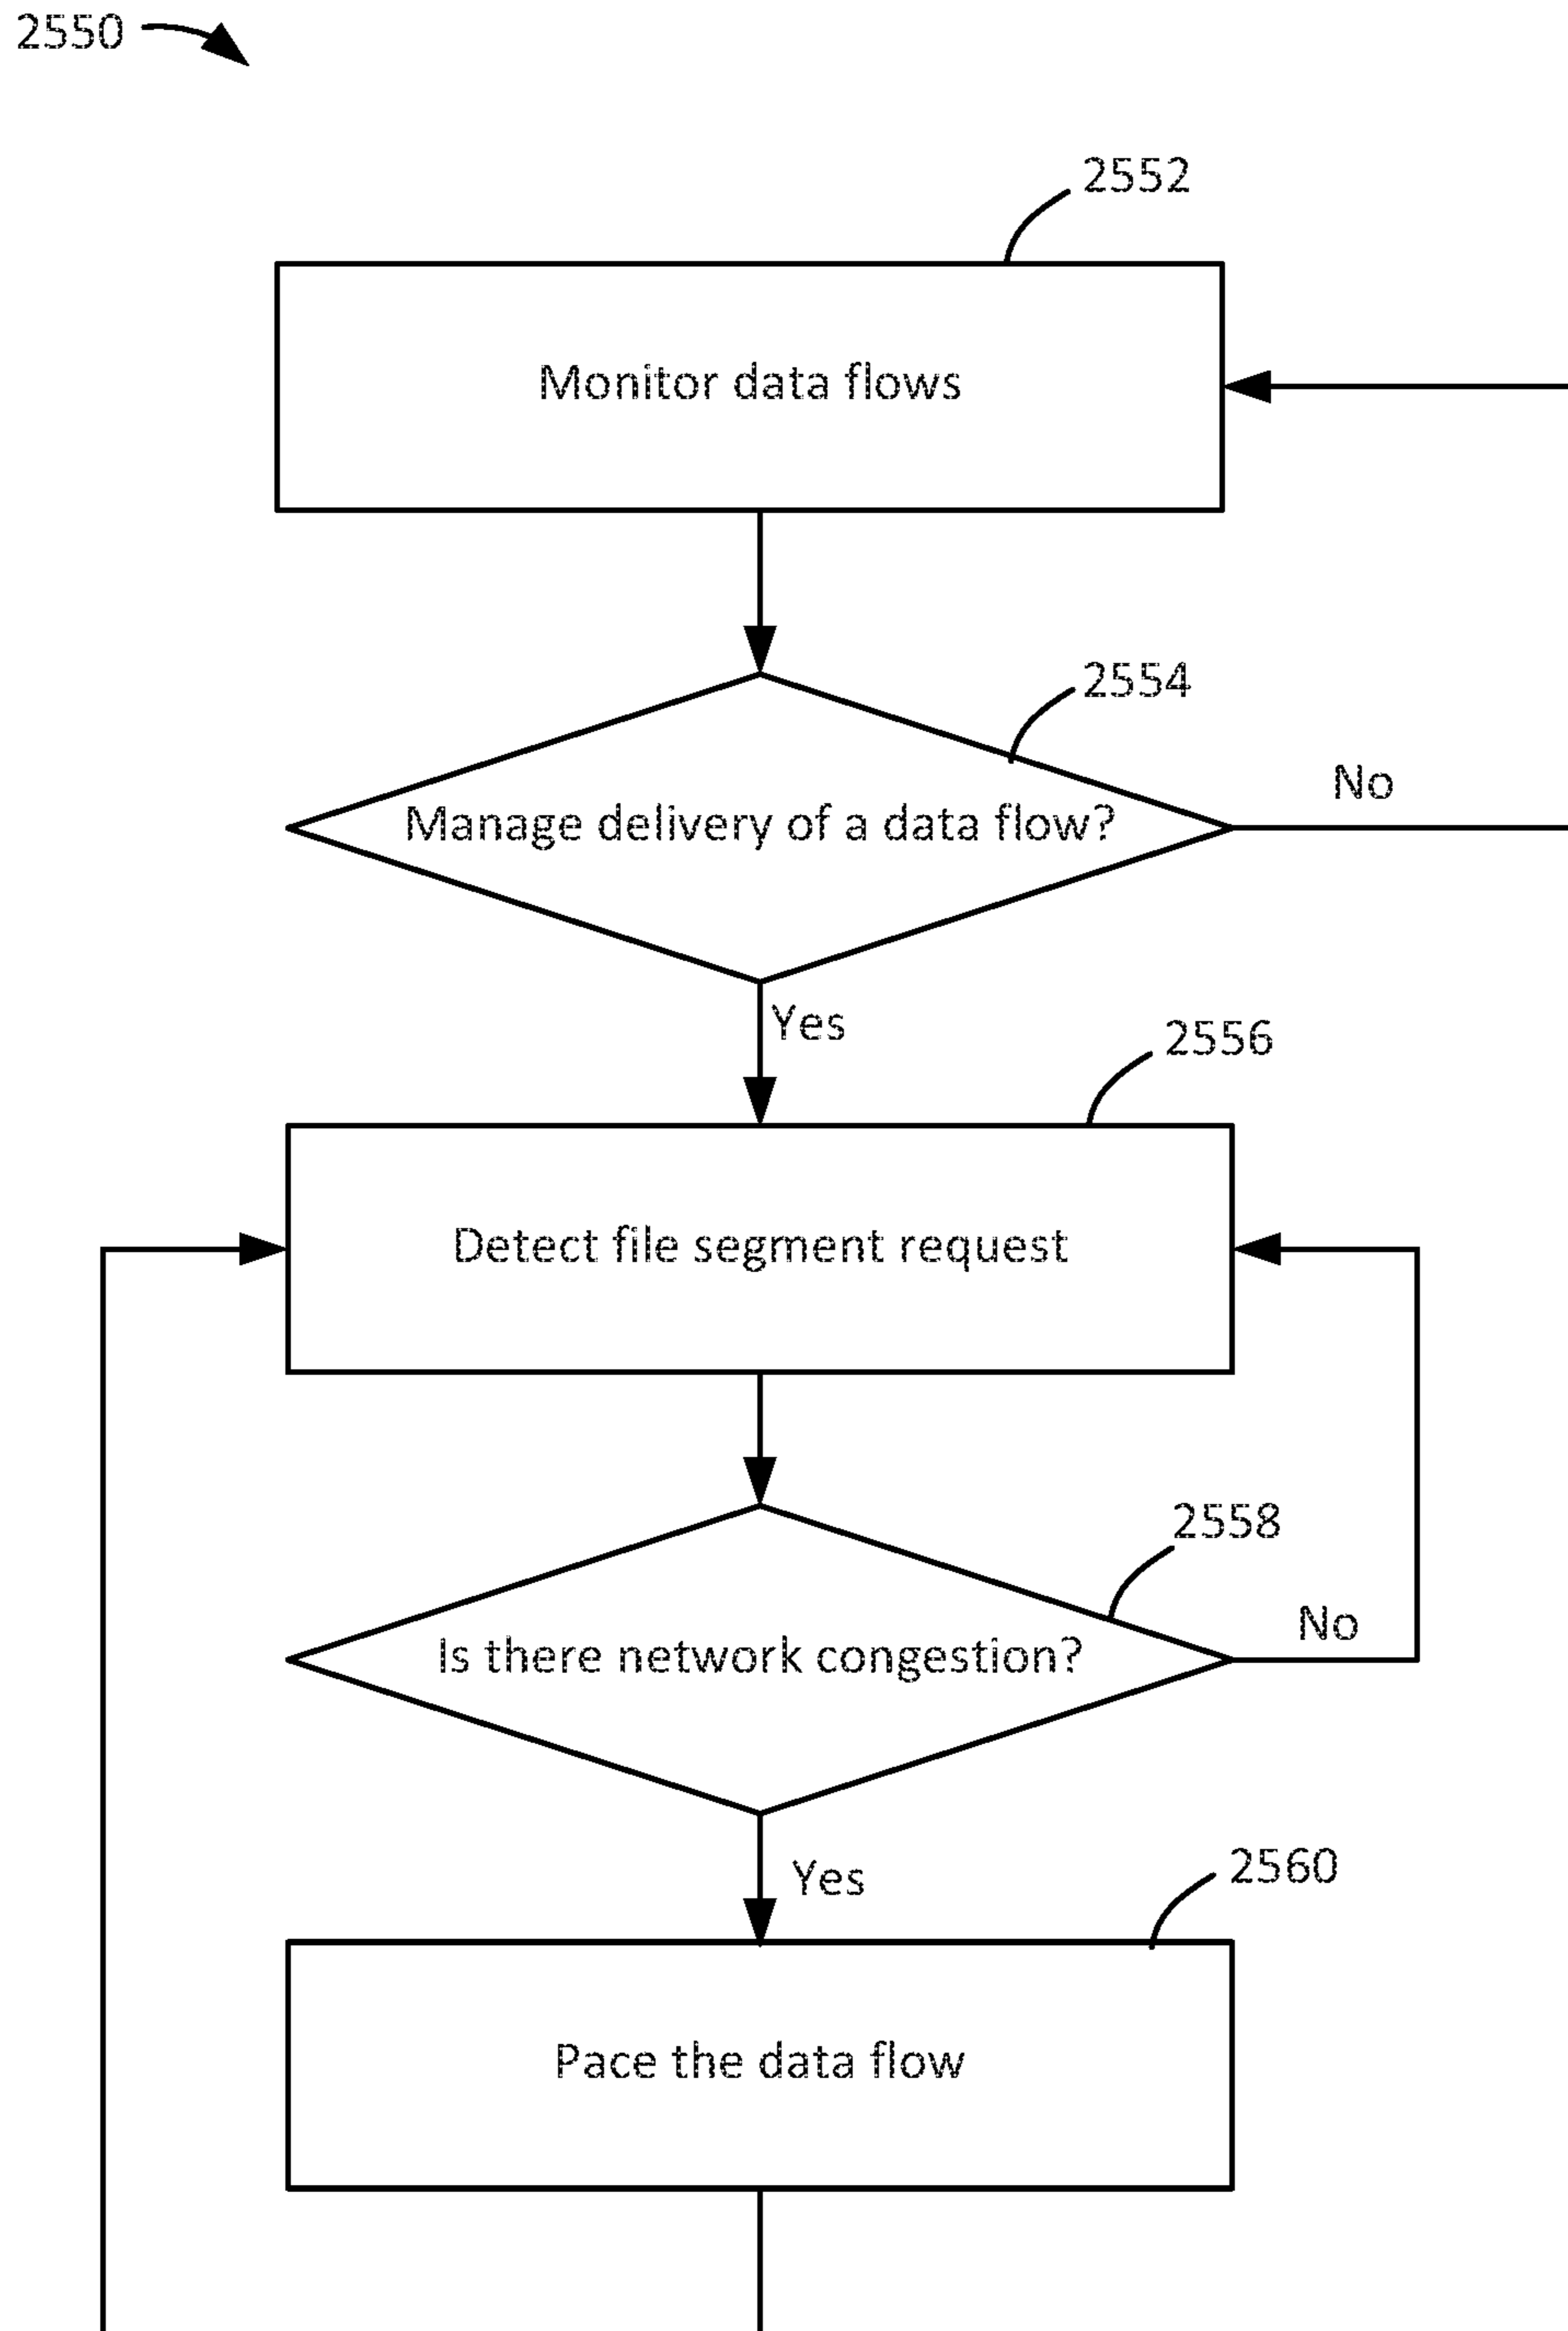 2550
2552
Monitor data flows
2554
Manage delivery of a data flow?
No
Yes
2556
Detect file segment request
2558
Is there network congestion?
No
Yes
2560
Pace the data flow